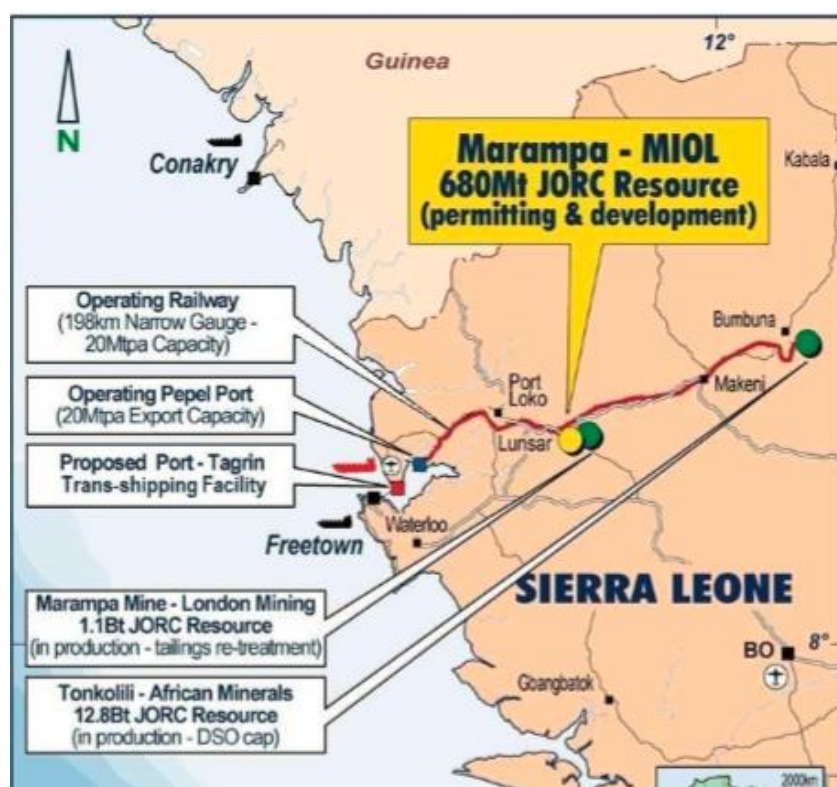 12°
Guinea
N
Conakry
Marampa - MIOL
680Mt JORC Resource
(permitting & development)
Kabala
Operating Railway
(198km Narrow Gauge -
20Mtpa Capacity)
Bumbuna
Operating Pepel Port
(20Mtpa Export Capacity)
Port
Loko
Makeni
Lunsar
Proposed Port - Tagrin
Trans-shipping Facility
Freetown
Waterloo
Marampa Mine - London Mining
1.1Bt JORC Resource
(in production - tailings re-treatment)
SIERRA LEONE
BO
8°
Tonkolili - African Minerals
12.8Bt JORC Resource
(in production - DSO cap)
Gbangbatok
2000km